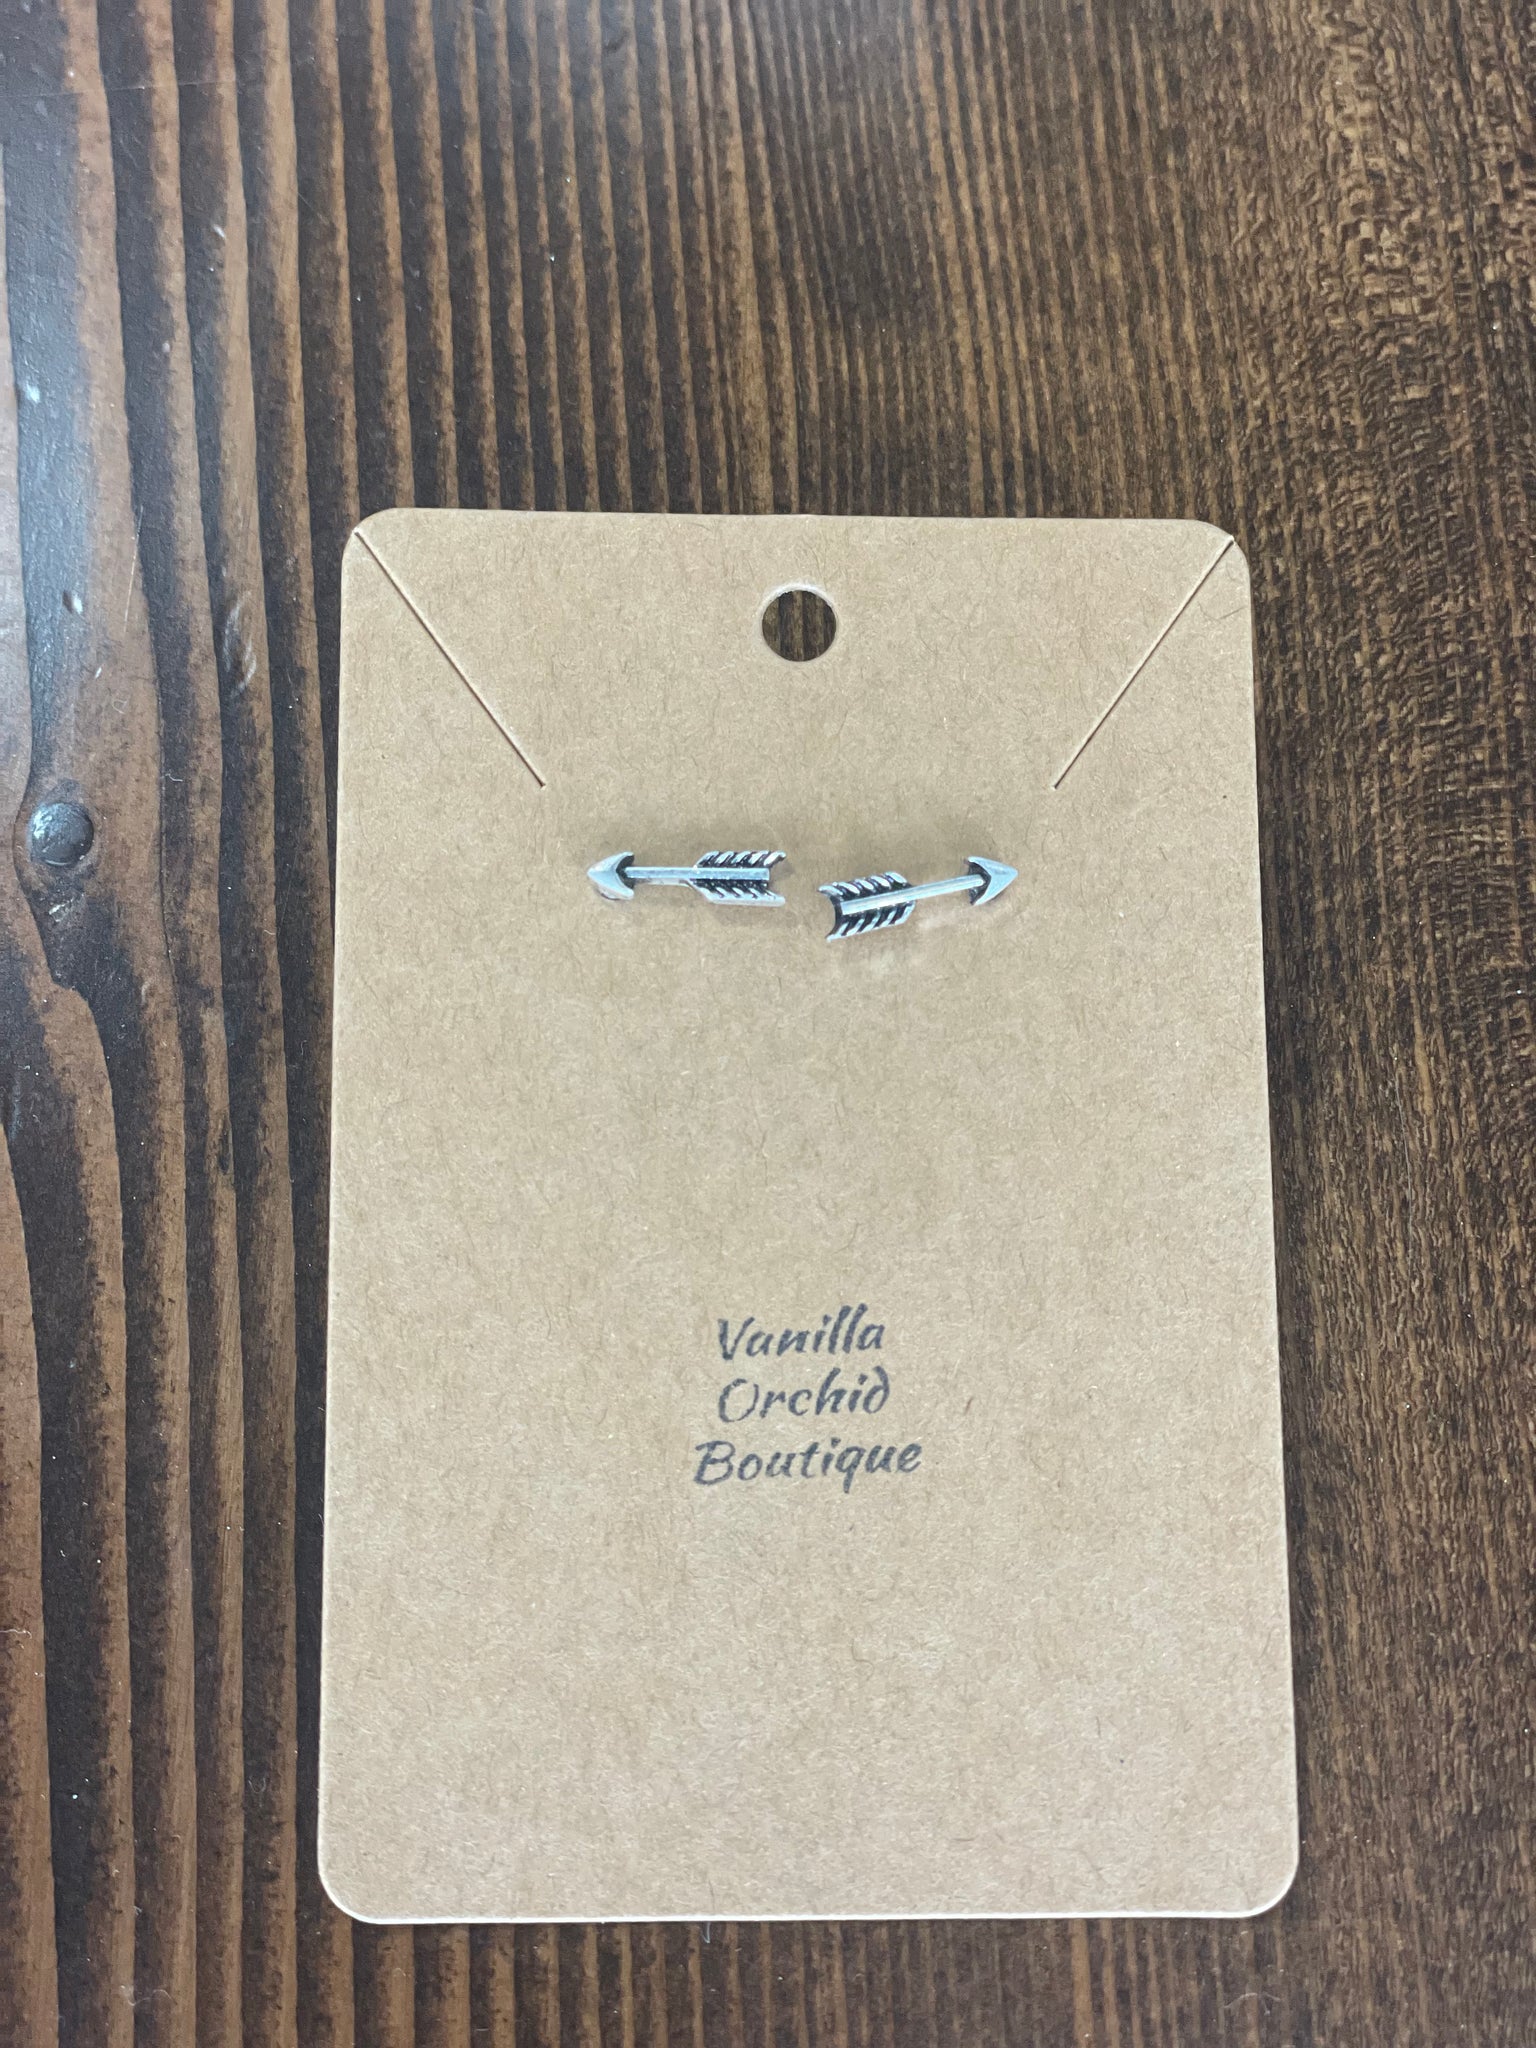 Vanilla
Orchid
Boutique